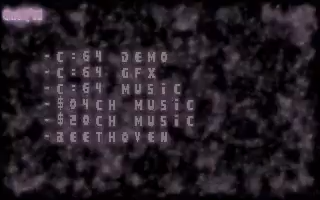 - C:64 DEMO
- C:64 GFX
- C:64 MUSiC
- $04CH MUSiC
- $20CH MUSiC
- BEETHOVEN